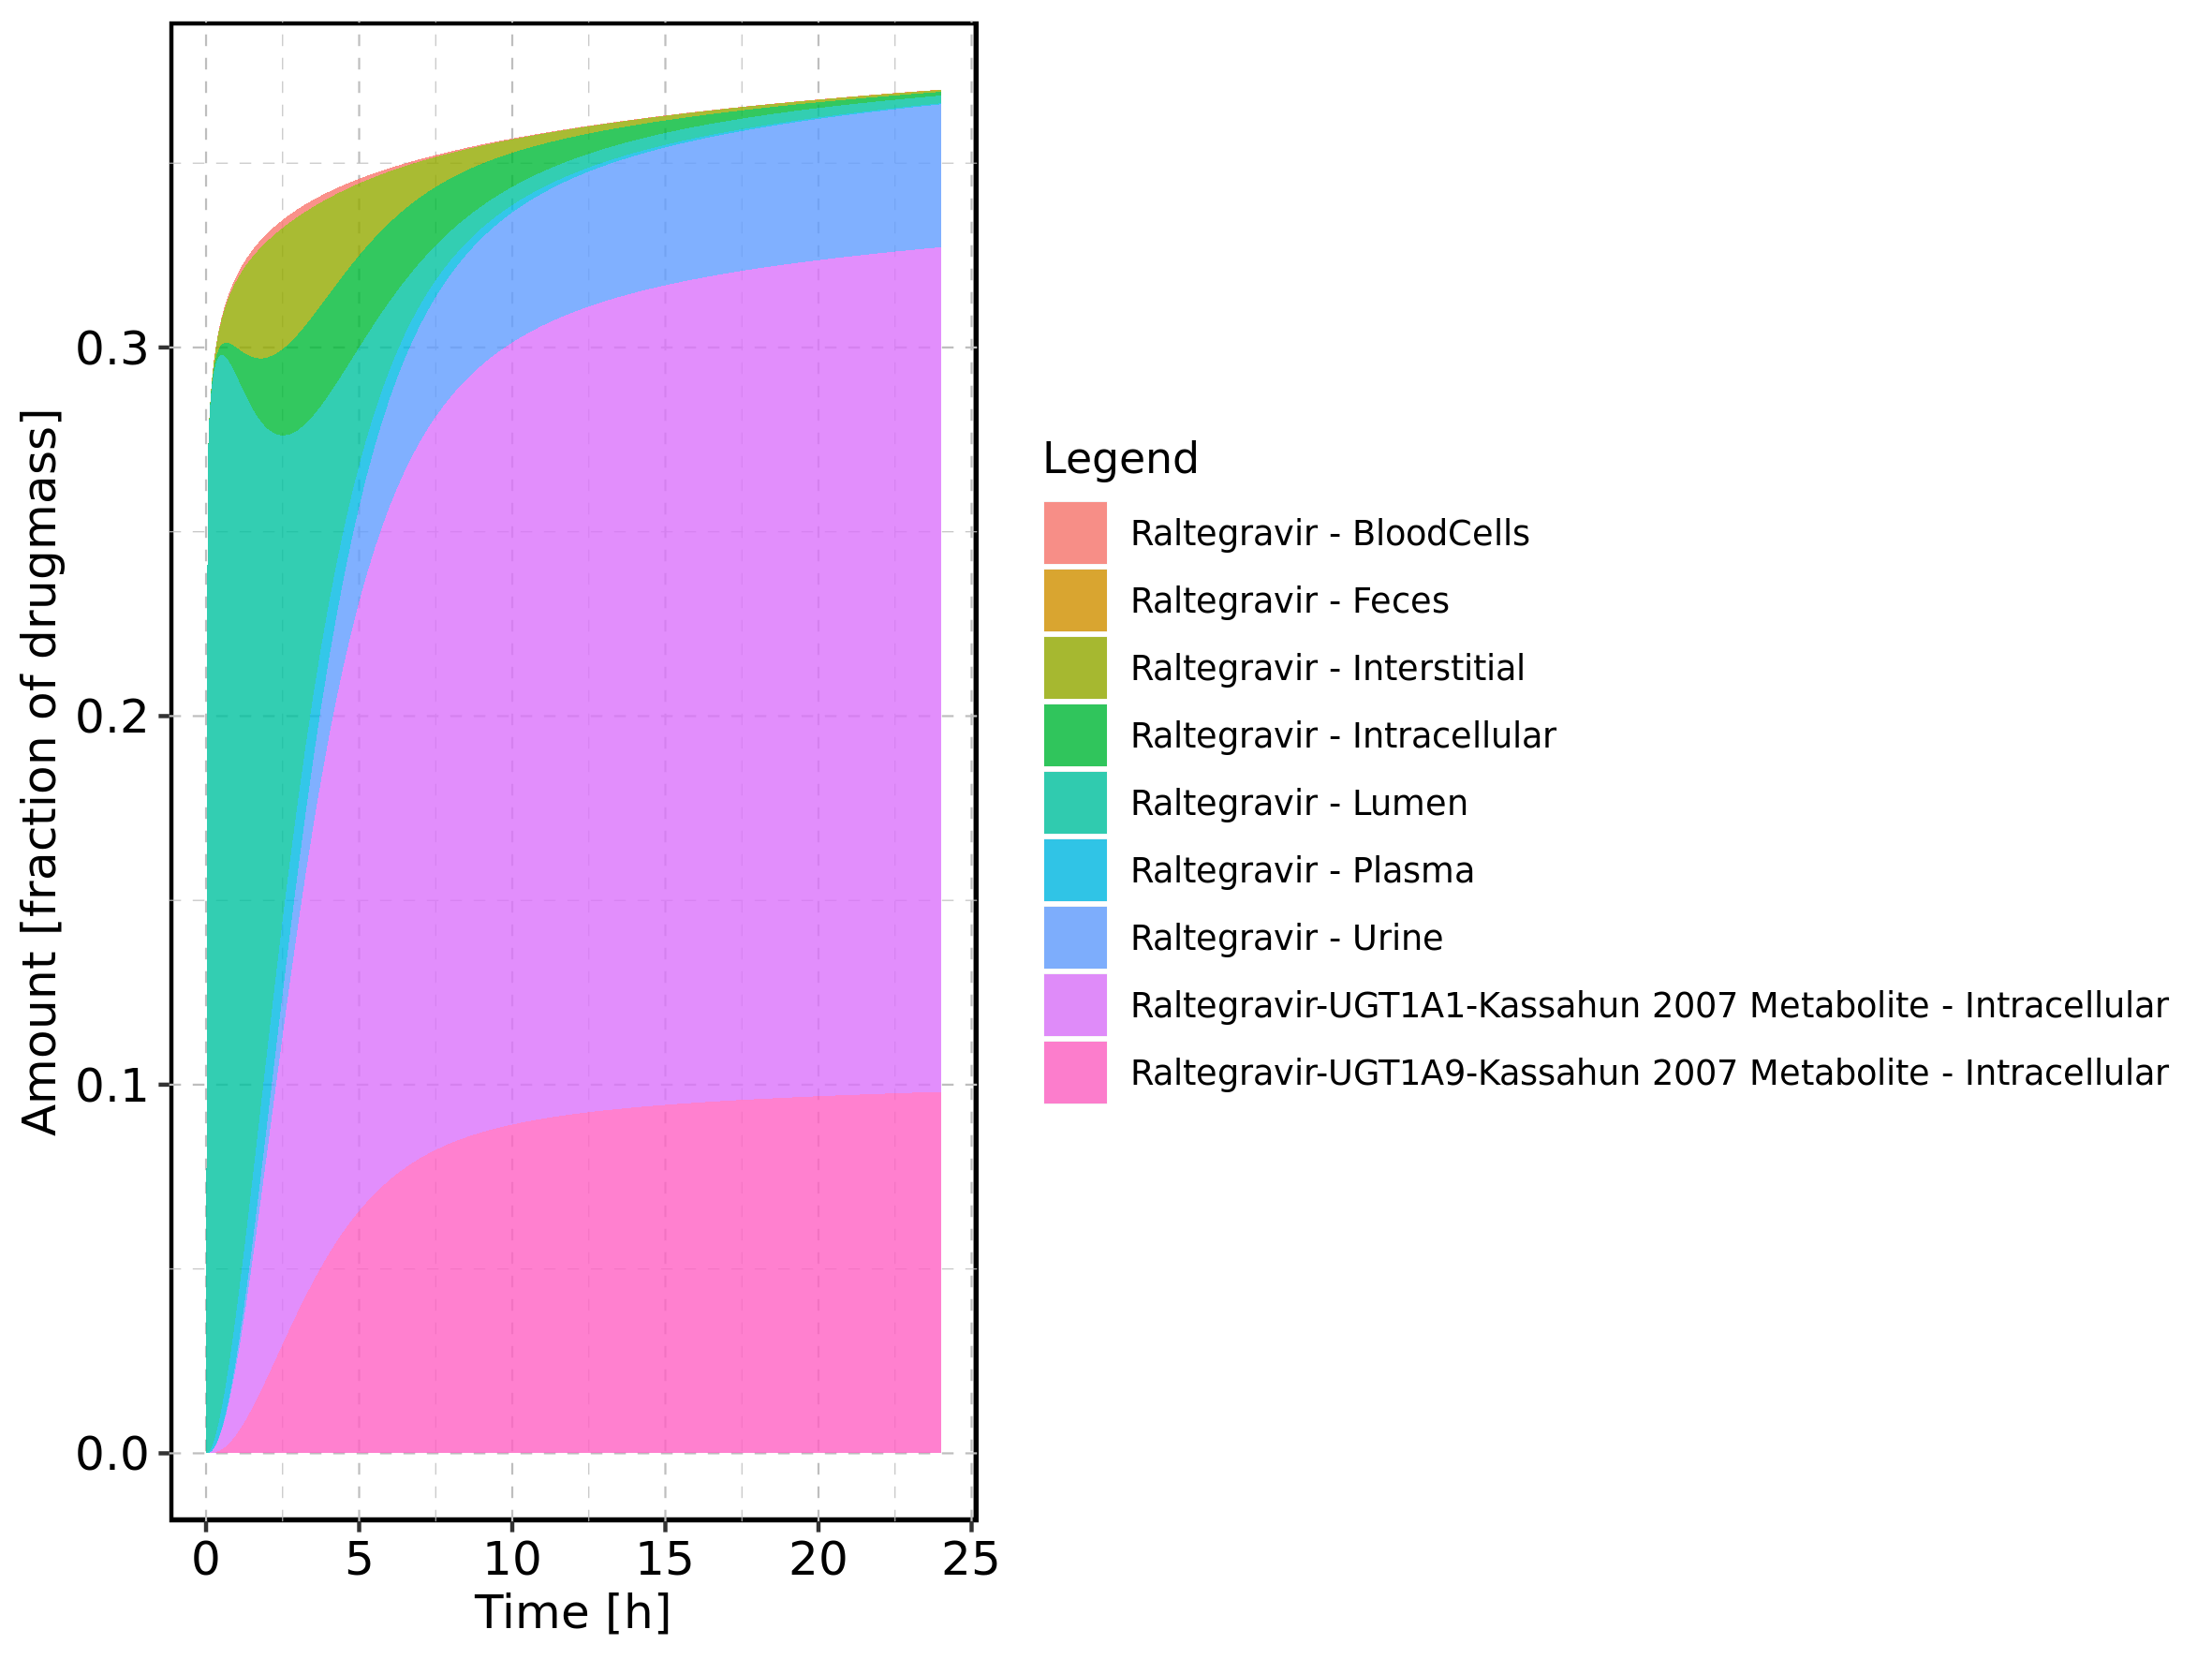 Amount [fraction of drugmass]
0.3
0.2
0.1
0.0
0 5 10 15 20 25
Time [h]
Legend
Raltegravir - BloodCells
Raltegravir - Feces
Raltegravir - Interstitial
Raltegravir - Intracellular
Raltegravir - Lumen
Raltegravir - Plasma
Raltegravir - Urine
Raltegravir-UGT1A1-Kassahun 2007 Metabolite - Intracellular
Raltegravir-UGT1A9-Kassahun 2007 Metabolite - Intracellular